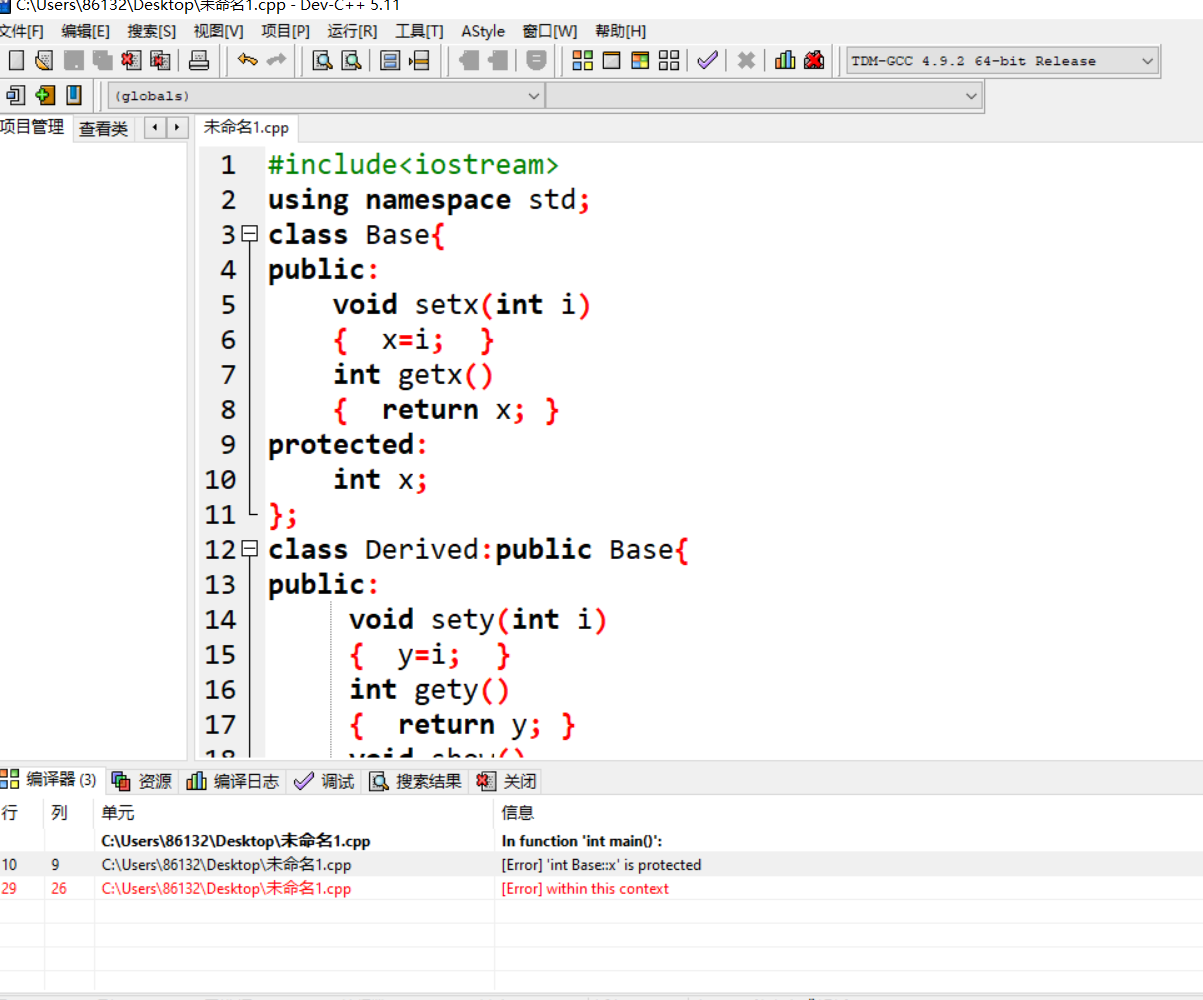 C:\Users\86132\Desktop\未命名1.cpp - Dev-C++ 5.11
文件[F] 编辑[E] 搜索[S] 视图[V] 项目[P] 运行[R] 工具[T] AStyle 窗口[W] 帮助[H]
TDM-GCC 4.9.2 64-bit Release
(globals)
项目管理 查看类 未命名1.cpp
1 #include<iostream>
2 using namespace std;
3 class Base{
4 public:
5 void setx(int i)
6 { x=i; }
7 int getx()
8 { return x; }
9 protected:
10 int x;
11 };
12 class Derived:public Base{
13 public:
14 void sety(int i)
15 { y=i; }
16 int gety()
17 { return y; }
18 void show()
编译器 (3) 资源 编译日志 调试 搜索结果 关闭
行 列 单元 信息
C:\Users\86132\Desktop\未命名1.cpp In function 'int main()':
10 9 C:\Users\86132\Desktop\未命名1.cpp [Error] 'int Base::x' is protected
29 26 C:\Users\86132\Desktop\未命名1.cpp [Error] within this context